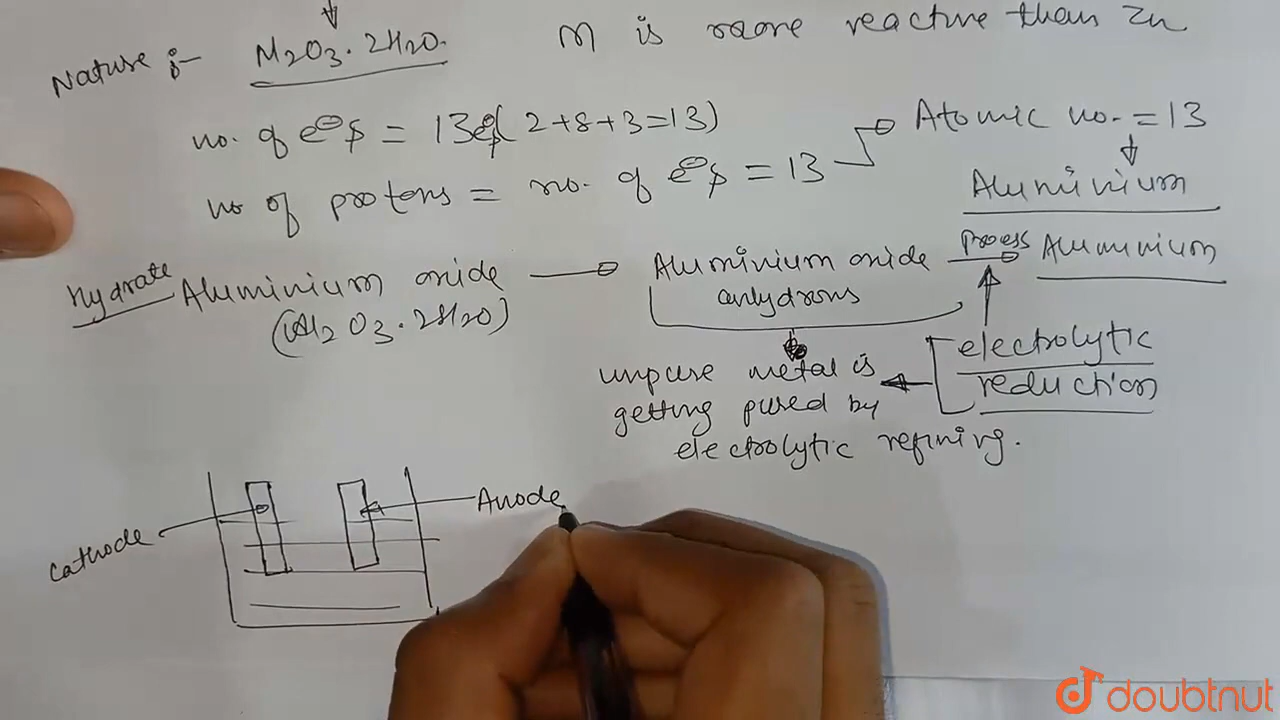 Nature :- M2O3.2H2O. M is more reactive than Zn
no. of e⊖s = 13e⊖s( 2+8+3=13)
no of protons = no. of e⊖s = 13 Atomic no. = 13
Aluminium
Hydrate Aluminium oxide Aluminium oxide process Aluminium
(Al2O3.2H2O) anhydrous
electrolytic
reduction
impure metal is
getting pured by
electrolytic refining.
Cathode Anode
doubtnut